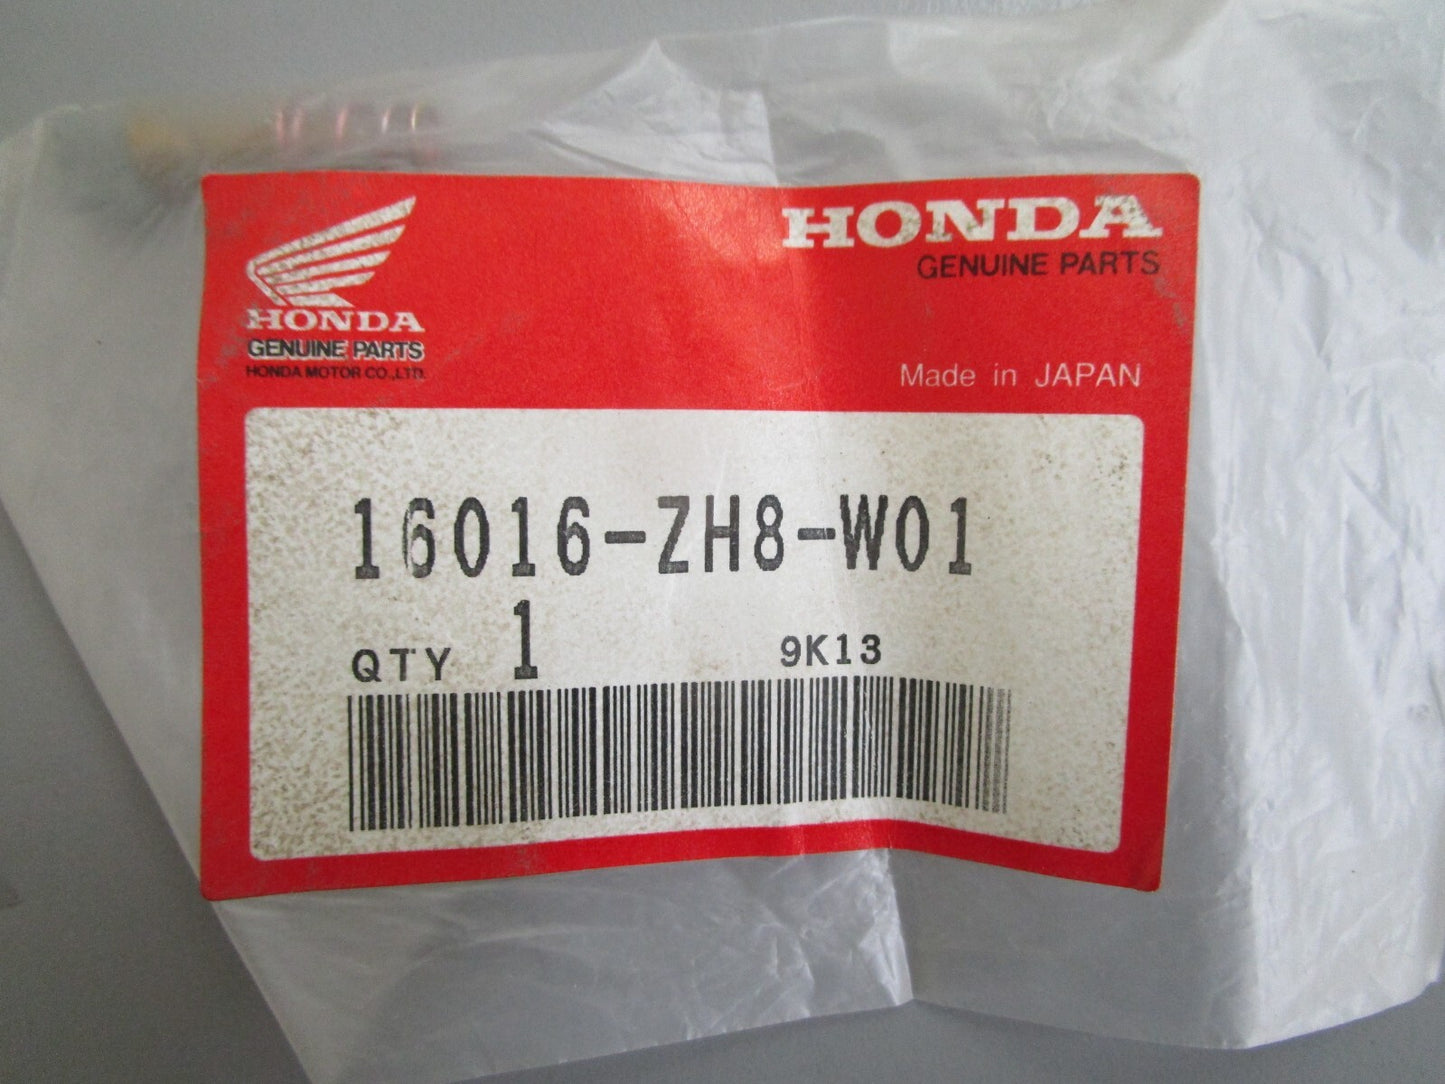 HONDA
GENUINE PARTS
HONDA
GENUINE PARTS
HONDA MOTOR CO.,LTD.
Made in JAPAN
16016-ZH8-W01
QTY 1 9K13